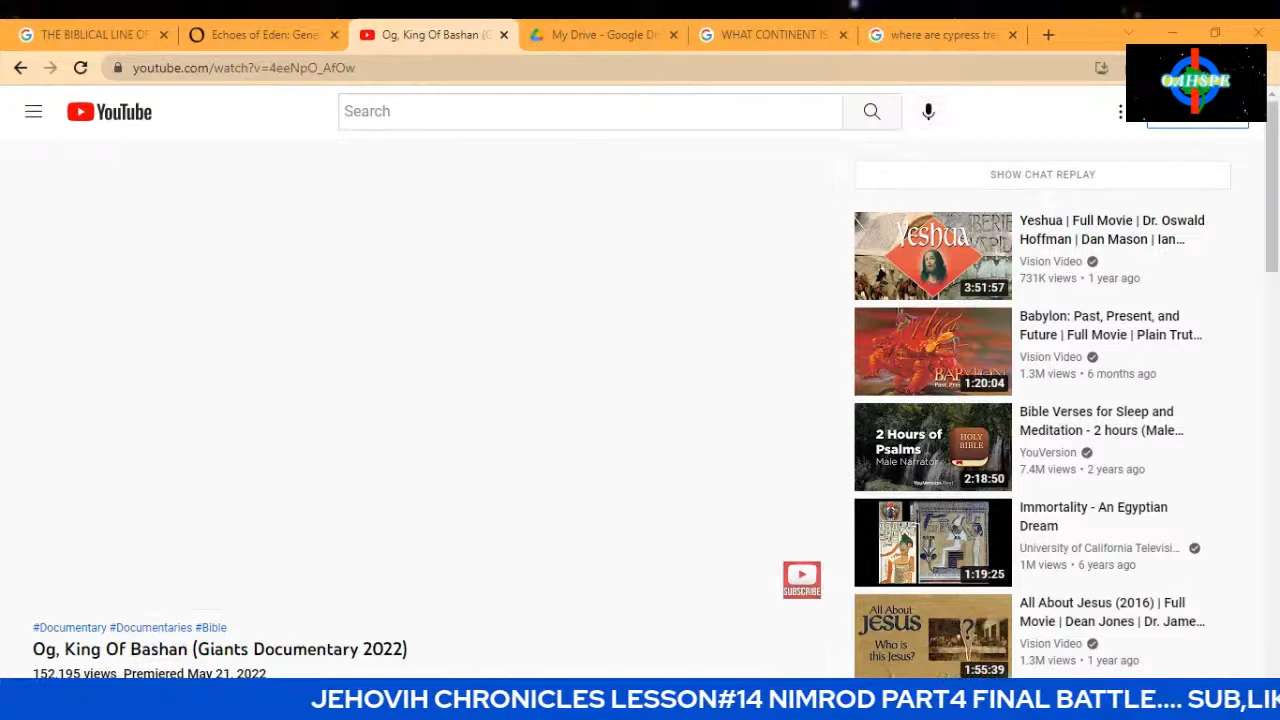 THE BIBLICAL LINE OF
Echoes of Eden: Gene
Og, King Of Bashan (G
My Drive - Google Dr
WHAT CONTINENT IS
where are cypress tre
youtube.com/watch?v=4eeNpO_AfOw
OAHSPE
YouTube
Search
SHOW CHAT REPLAY
Yeshua
3:51:57
Yeshua | Full Movie | Dr. Oswald
Hoffman | Dan Mason | Ian...
Vision Video
731K views • 1 year ago
BABYLON
1:20:04
Babylon: Past, Present, and
Future | Full Movie | Plain Trut...
Vision Video
1.3M views • 6 months ago
2 Hours of
Psalms
Male Narrator
HOLY
BIBLE
2:18:50
Bible Verses for Sleep and
Meditation - 2 hours (Male...
YouVersion
7.4M views • 2 years ago
1:19:25
Immortality - An Egyptian
Dream
University of California Televisi...
1M views • 6 years ago
All About
JESUS
Who is
this Jesus?
1:55:39
All About Jesus (2016) | Full
Movie | Dean Jones | Dr. Jame...
Vision Video
1.3M views • 1 year ago
SUBSCRIBE
#Documentary #Documentaries #Bible
Og, King Of Bashan (Giants Documentary 2022)
152,195 views Premiered May 21, 2022
JEHOVIH CHRONICLES LESSON#14 NIMROD PART4 FINAL BATTLE.... SUB,LIK